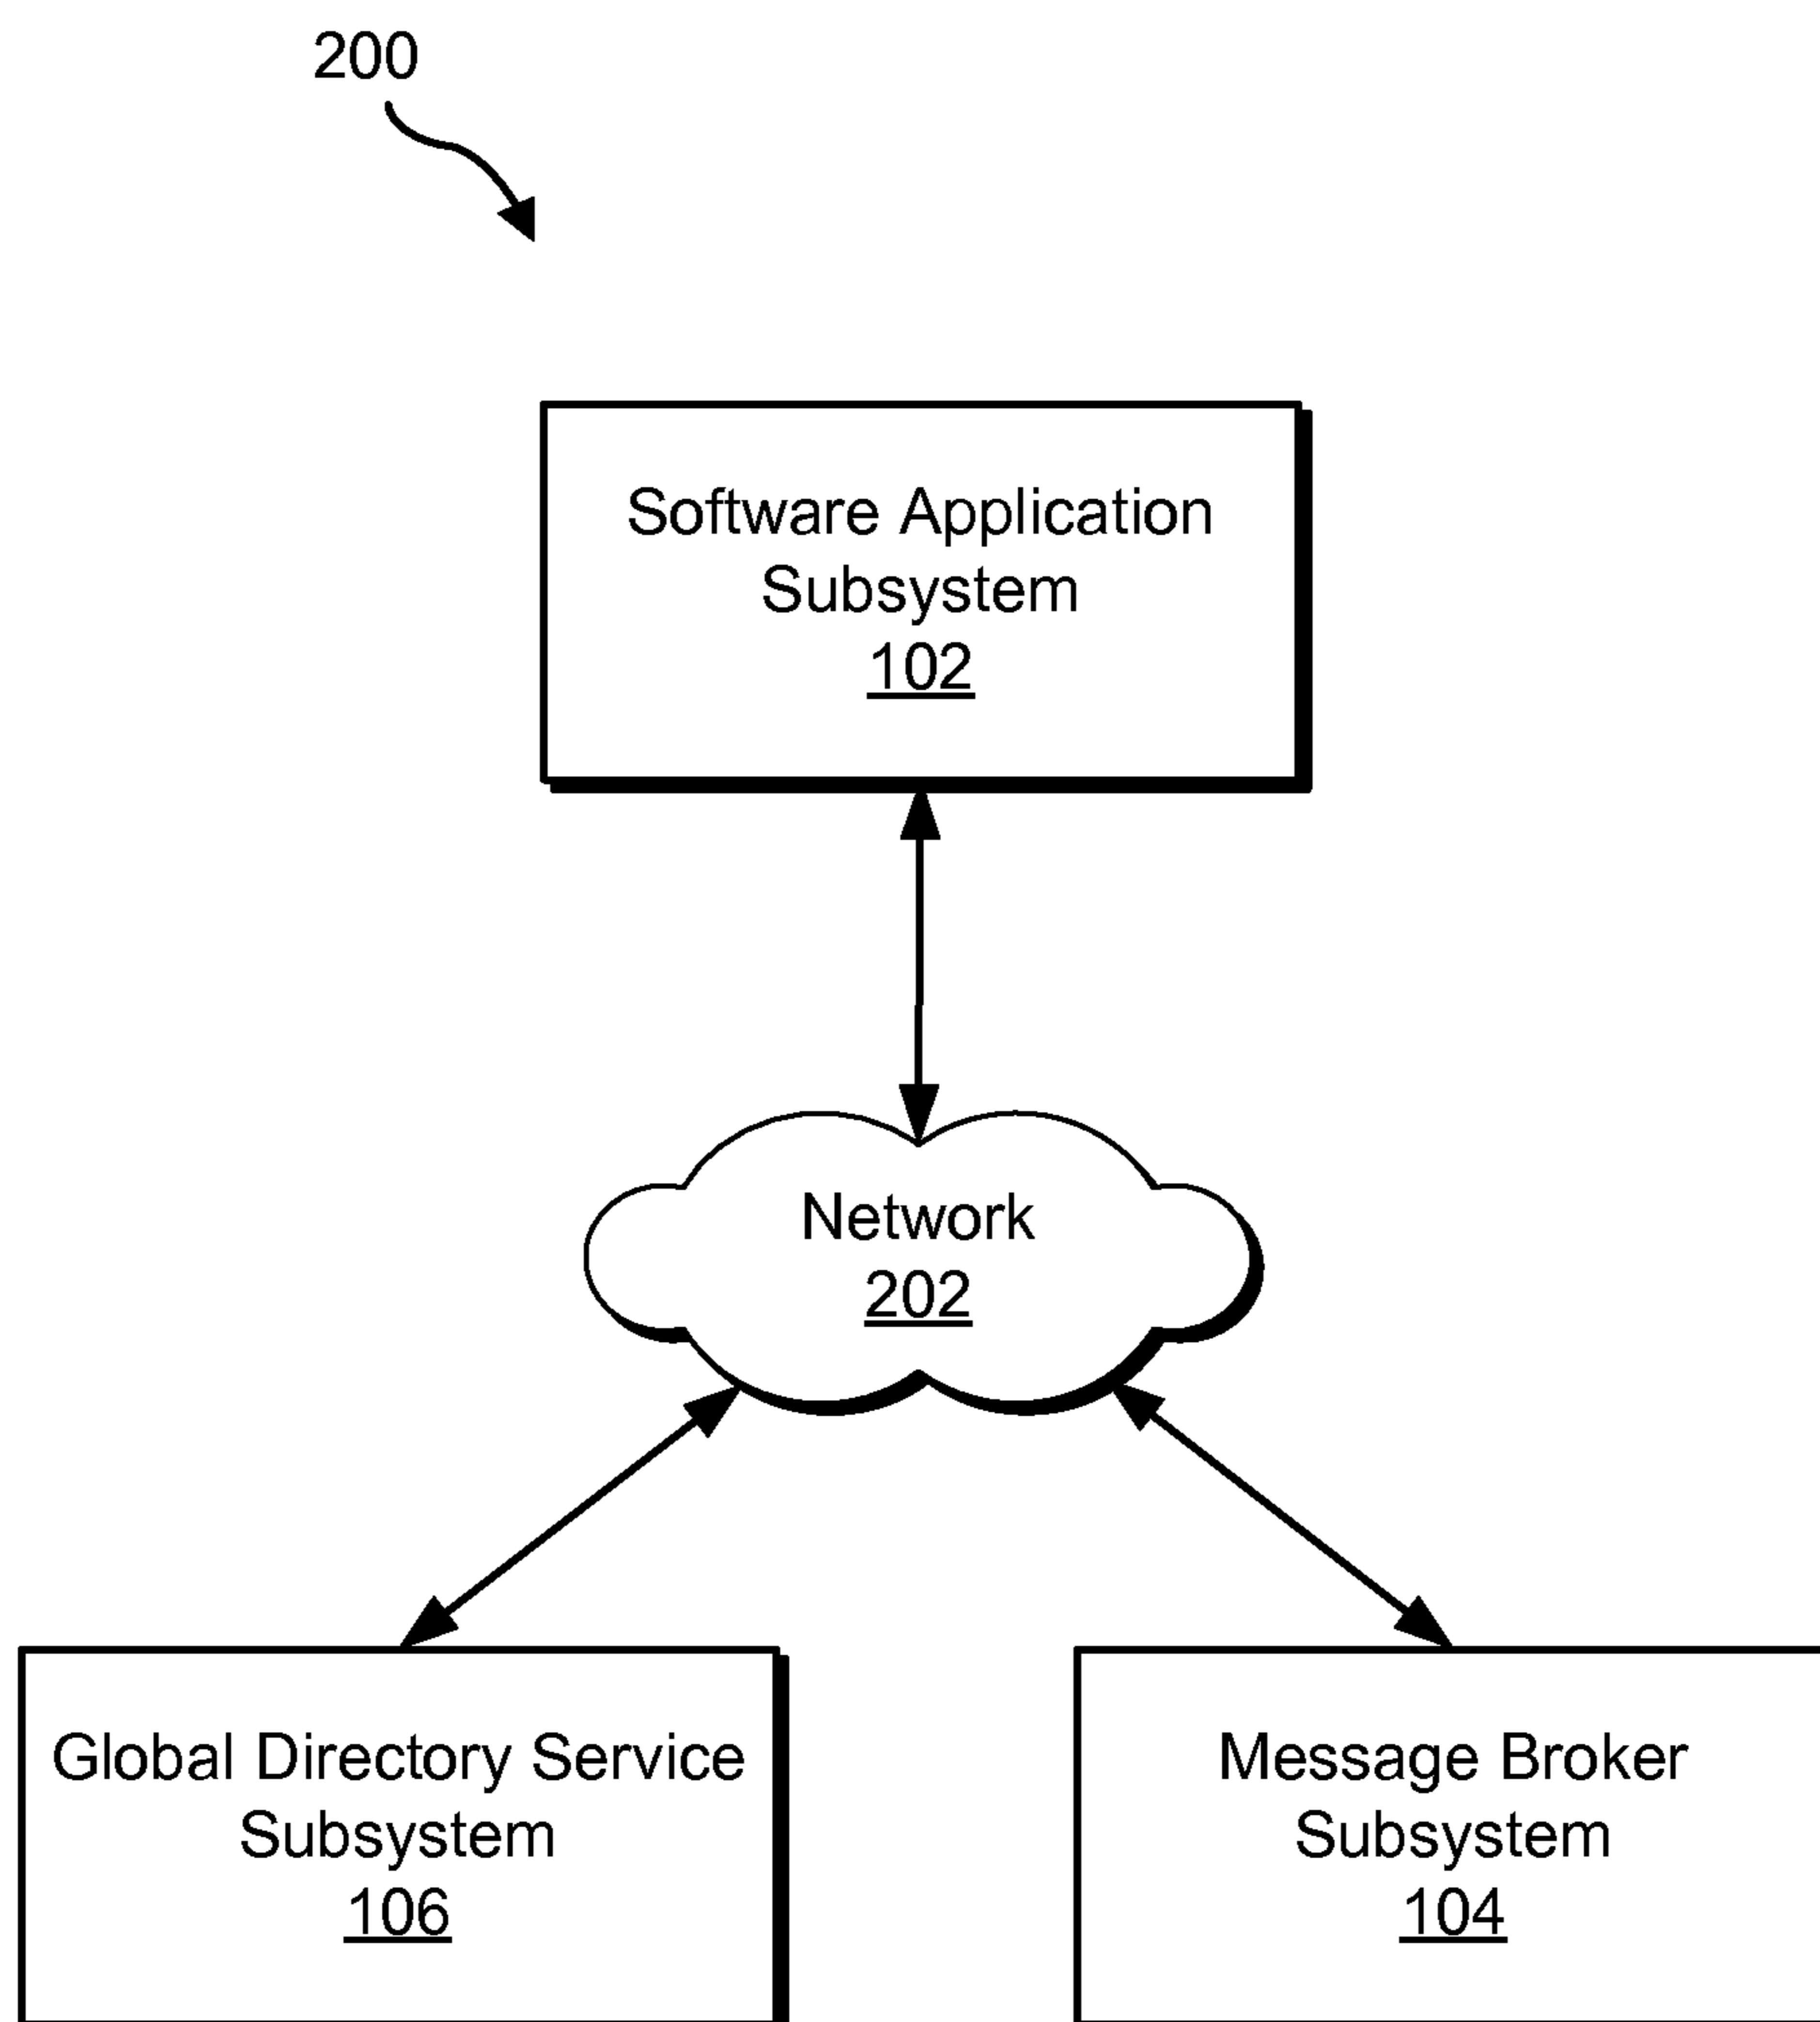 200
Software Application
Subsystem
102
Network
202
Global Directory Service
Subsystem
106
Message Broker
Subsystem
104